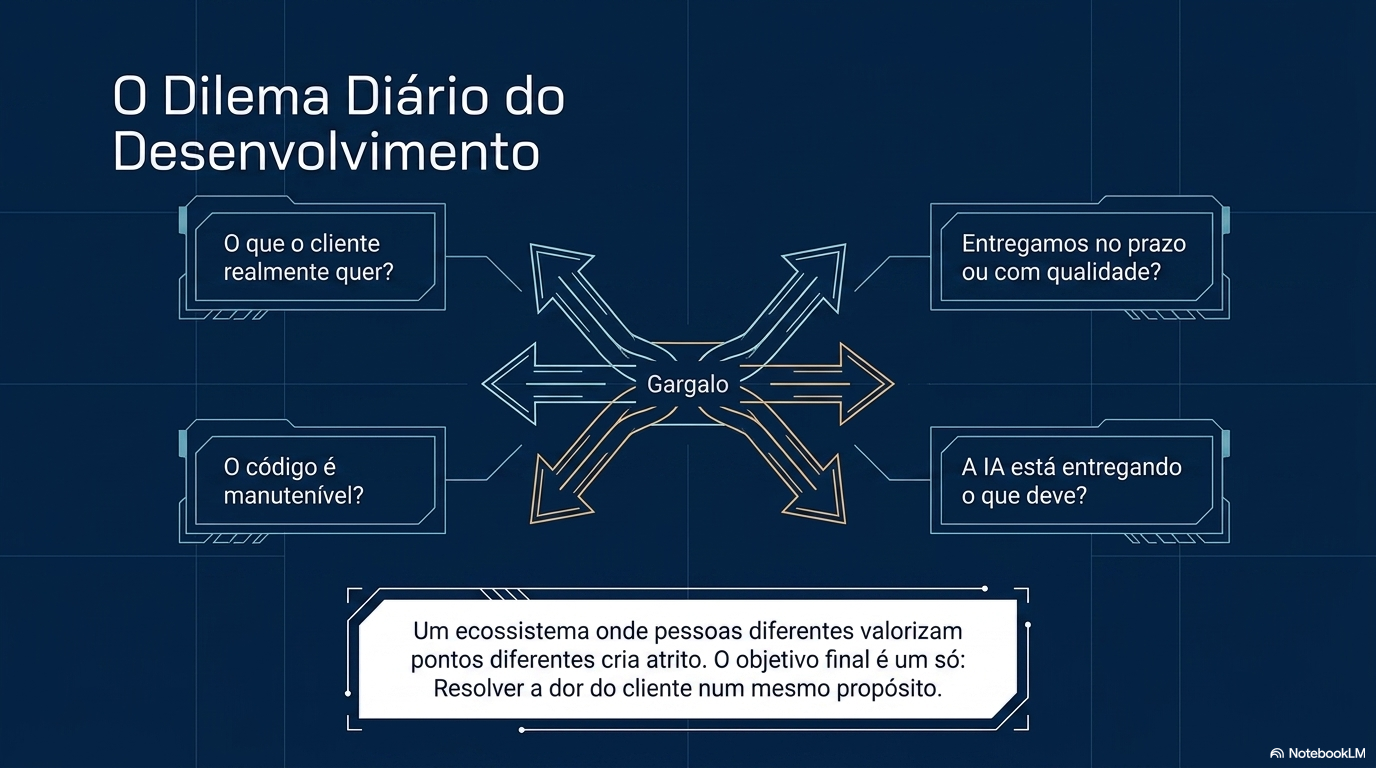 O Dilema Diário do
Desenvolvimento
O que o cliente
realmente quer?
Entregamos no prazo
ou com qualidade?
Gargalo
O código é
manutenível?
A IA está entregando
o que deve?
Um ecossistema onde pessoas diferentes valorizam
pontos diferentes cria atrito. O objetivo final é um só:
Resolver a dor do cliente num mesmo propósito.
NotebookLM